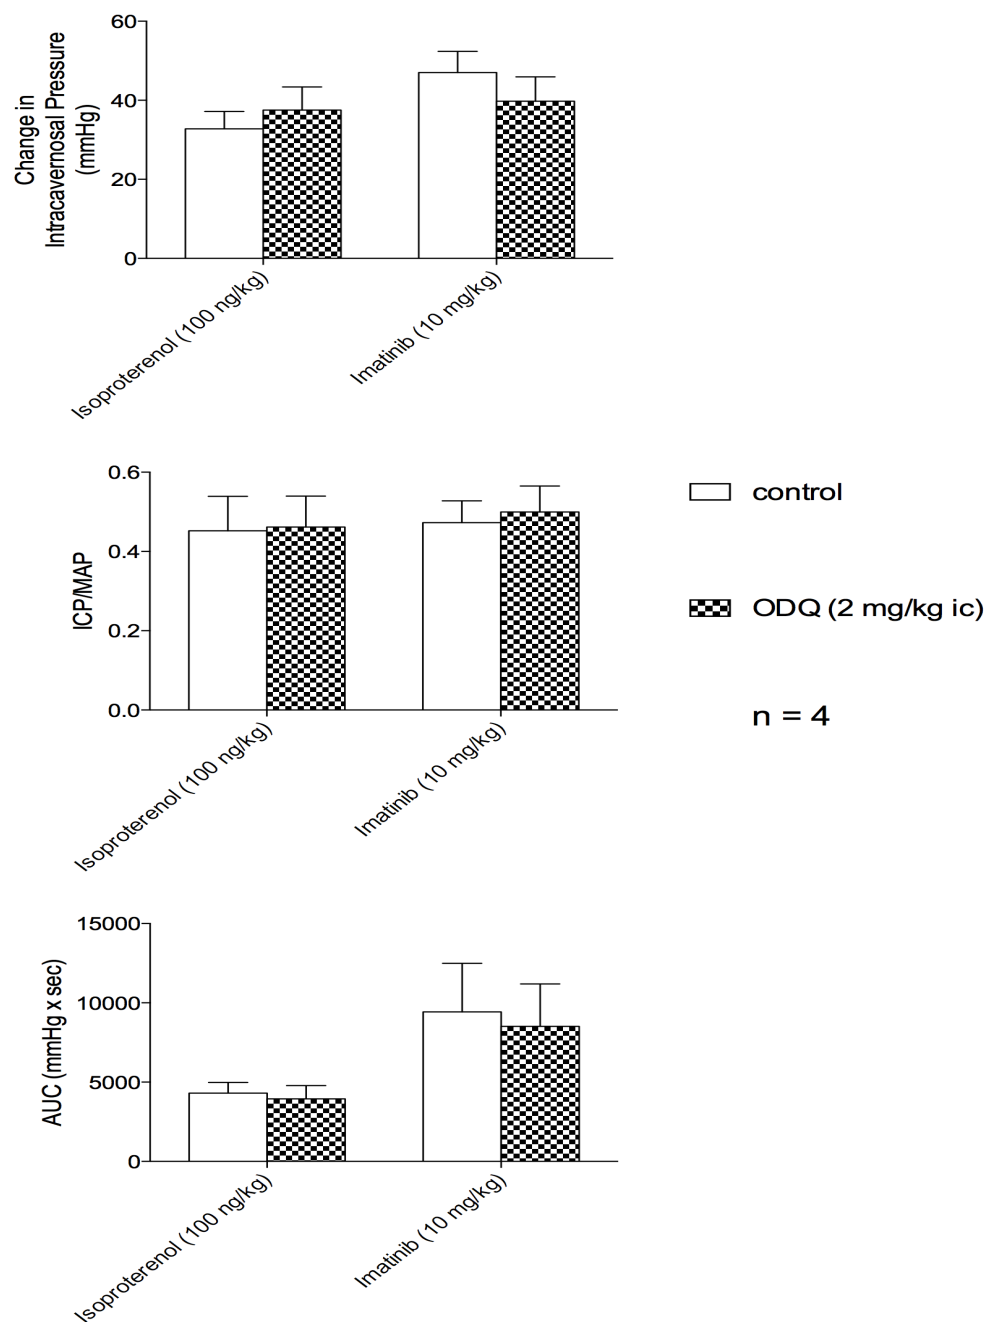 Change in
Intracavernosal Pressure
(mmHg)
60
40
20
0
Isoproterenol (100 ng/kg)
Imatinib (10 mg/kg)
ICP/MAP
0.6
0.4
0.2
0.0
Isoproterenol (100 ng/kg)
Imatinib (10 mg/kg)
control
ODQ (2 mg/kg ic)
n = 4
AUC (mmHg x sec)
15000
10000
5000
0
Isoproterenol (100 ng/kg)
Imatinib (10 mg/kg)